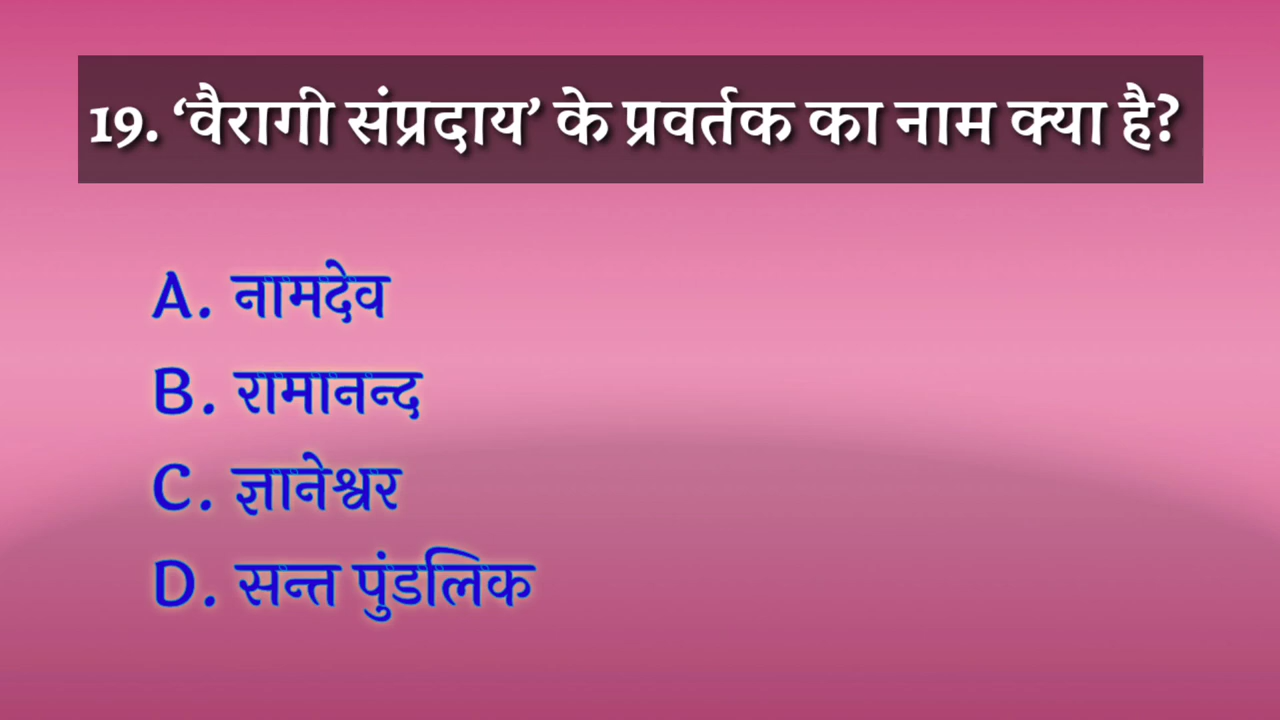 19. ‘वैरागी संप्रदाय’ के प्रवर्तक का नाम क्या है?
A. नामदेव
B. रामानन्द
C. ज्ञानेश्वर
D. सन्त पुंडलिक